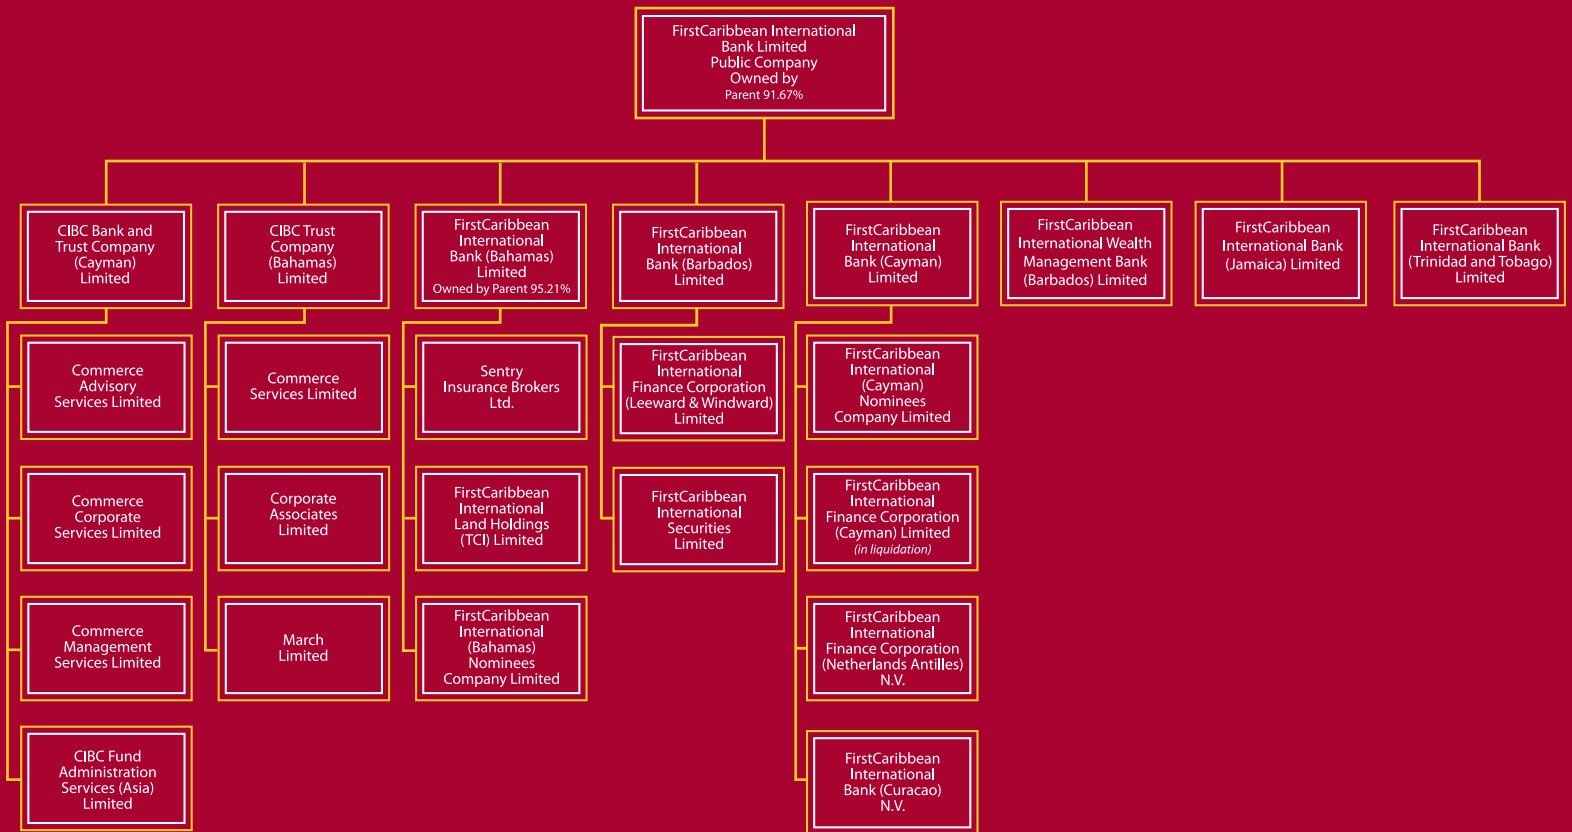 FirstCaribbean International
Bank Limited
Public Company
Owned by
Parent 91.67%
CIBC Bank and
Trust Company
(Cayman)
Limited
CIBC Trust
Company
(Bahamas)
Limited
FirstCaribbean
International
Bank (Bahamas)
Limited
Owned by Parent 95.21%
FirstCaribbean
International
Bank (Barbados)
Limited
FirstCaribbean
International
Bank (Cayman)
Limited
FirstCaribbean
International Wealth
Management Bank
(Barbados) Limited
FirstCaribbean
International Bank
(Jamaica) Limited
FirstCaribbean
International Bank
(Trinidad and Tobago)
Limited
Commerce
Advisory
Services Limited
Commerce
Services Limited
Sentry
Insurance Brokers
Ltd.
FirstCaribbean
International
Finance Corporation
(Leeward & Windward)
Limited
FirstCaribbean
International
(Cayman)
Nominees
Company Limited
Commerce
Corporate
Services Limited
Corporate
Associates
Limited
FirstCaribbean
International
Land Holdings
(TCI) Limited
FirstCaribbean
International
Securities
Limited
FirstCaribbean
International
Finance Corporation
(Cayman) Limited
(in liquidation)
Commerce
Management
Services Limited
March
Limited
FirstCaribbean
International
(Bahamas)
Nominees
Company Limited
FirstCaribbean
International
Finance Corporation
(Netherlands Antilles)
N.V.
CIBC Fund
Administration
Services (Asia)
Limited
FirstCaribbean
International
Bank (Curacao)
N.V.